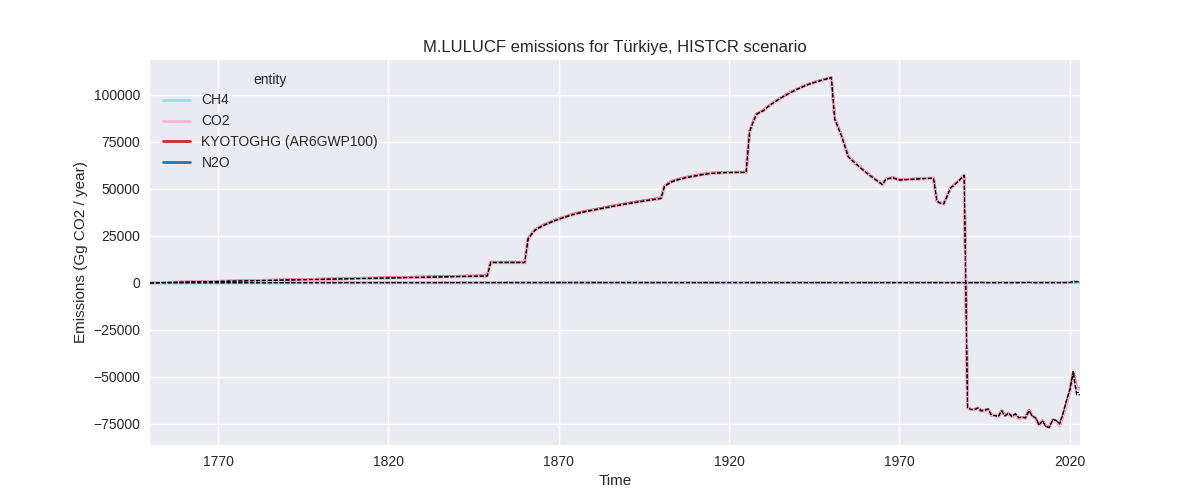 M.LULUCF emissions for Türkiye, HISTCR scenario
entity
CH4
CO2
KYOTOGHG (AR6GWP100)
N2O
Emissions (Gg CO2 / year)
100000
75000
50000
25000
0
−25000
−50000
−75000
1770
1820
1870
1920
1970
2020
Time